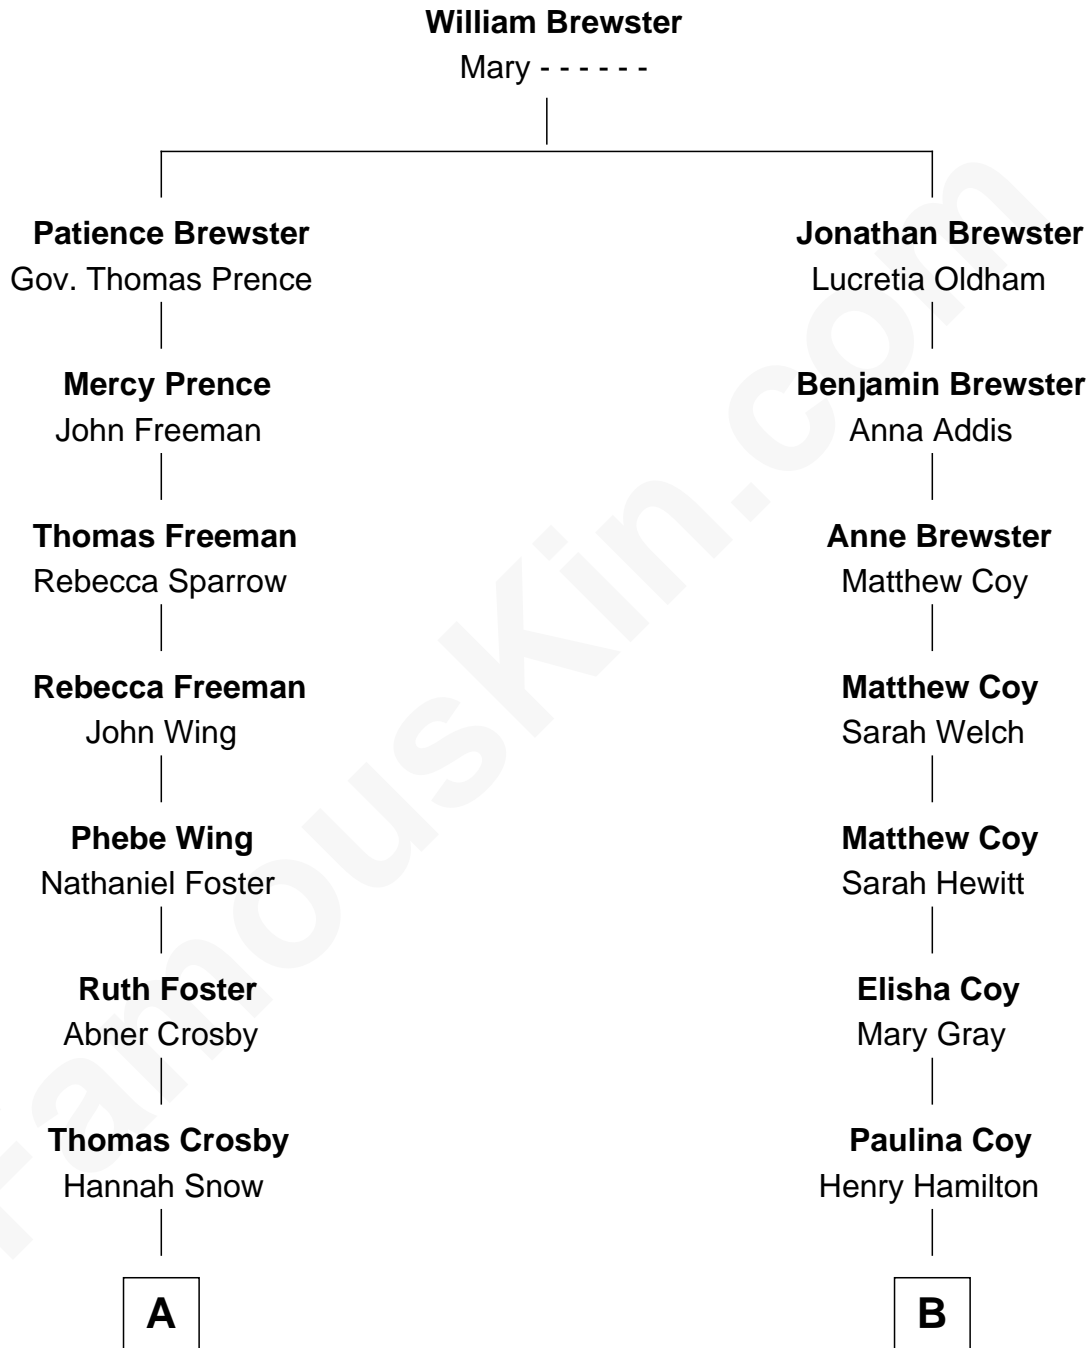 William Brewster
Mary - - - - - -
Patience Brewster
Gov. Thomas Prence
Jonathan Brewster
Lucretia Oldham
Mercy Prence
John Freeman
Benjamin Brewster
Anna Addis
Thomas Freeman
Rebecca Sparrow
Anne Brewster
Matthew Coy
Rebecca Freeman
John Wing
Matthew Coy
Sarah Welch
Phebe Wing
Nathaniel Foster
Matthew Coy
Sarah Hewitt
Ruth Foster
Abner Crosby
Elisha Coy
Mary Gray
Thomas Crosby
Hannah Snow
Paulina Coy
Henry Hamilton
A
B
FamousKin.com